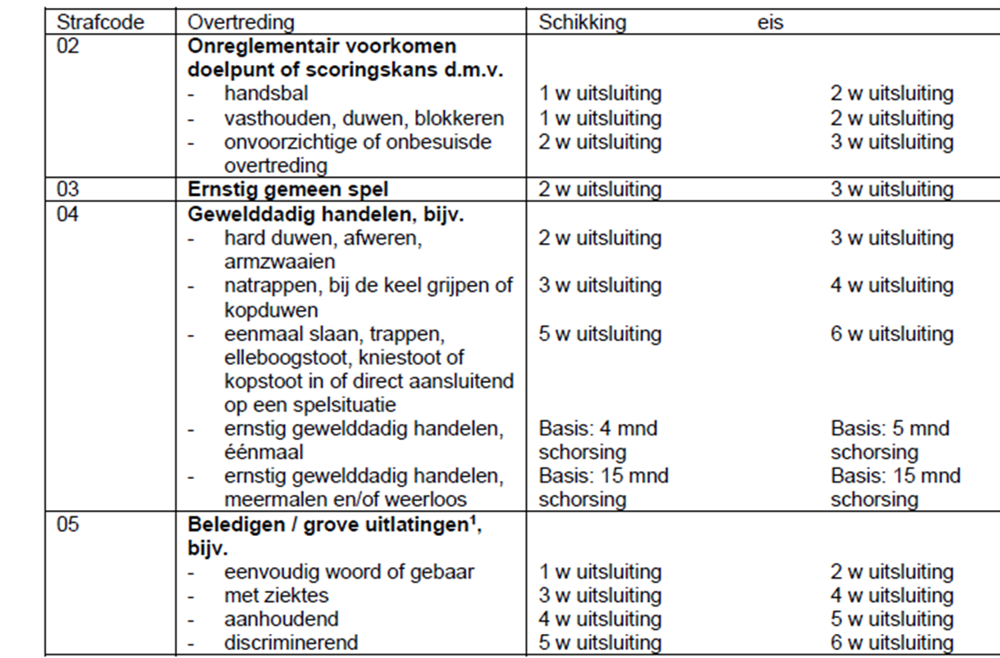 Strafcode Overtreding Schikking eis
02 Onreglementair voorkomen
doelpunt of scoringskans d.m.v.
- handsbal 1 w uitsluiting 2 w uitsluiting
- vasthouden, duwen, blokkeren 1 w uitsluiting 2 w uitsluiting
- onvoorzichtige of onbesuisde 2 w uitsluiting 3 w uitsluiting
overtreding
03 Ernstig gemeen spel 2 w uitsluiting 3 w uitsluiting
04 Gewelddadig handelen, bijv.
- hard duwen, afweren, 2 w uitsluiting 3 w uitsluiting
armzwaaien
- natrappen, bij de keel grijpen of 3 w uitsluiting 4 w uitsluiting
kopduwen
- eenmaal slaan, trappen, 5 w uitsluiting 6 w uitsluiting
elleboogstoot, kniestoot of
kopstoot in of direct aansluitend
op een spelsituatie
- ernstig gewelddadig handelen, Basis: 4 mnd Basis: 5 mnd
éénmaal schorsing schorsing
- ernstig gewelddadig handelen, Basis: 15 mnd Basis: 15 mnd
meermalen en/of weerloos schorsing schorsing
05 Beledigen / grove uitlatingen¹,
bijv.
- eenvoudig woord of gebaar 1 w uitsluiting 2 w uitsluiting
- met ziektes 3 w uitsluiting 4 w uitsluiting
- aanhoudend 4 w uitsluiting 5 w uitsluiting
- discriminerend 5 w uitsluiting 6 w uitsluiting